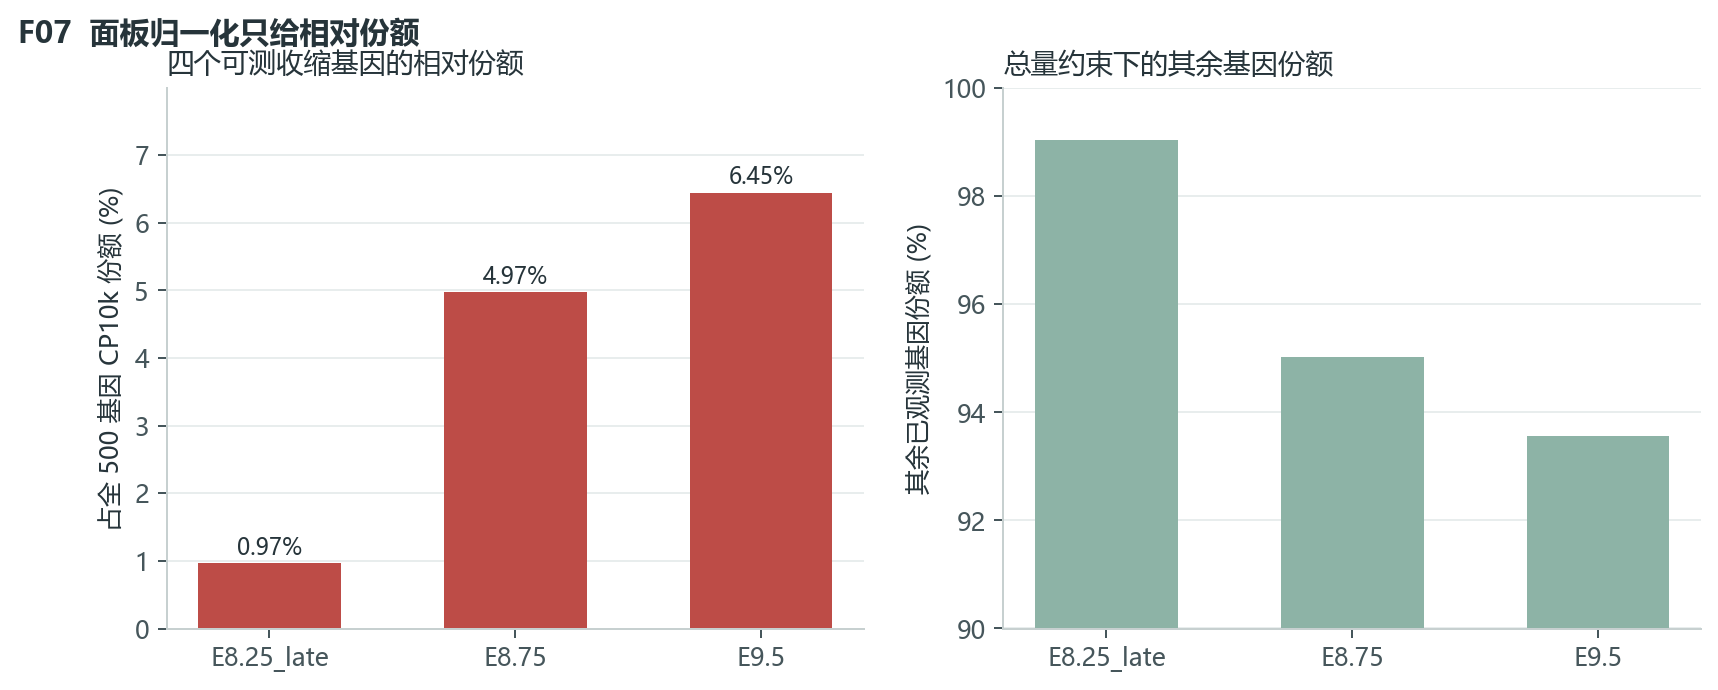 F07 面板归一化只给相对份额
四个可测收缩基因的相对份额
占全 500 基因 CP10k 份额 (%)
7
6
5
4
3
2
1
0
0.97%
4.97%
6.45%
E8.25_late
E8.75
E9.5
总量约束下的其余基因份额
其余已观测基因份额 (%)
100
98
96
94
92
90
E8.25_late
E8.75
E9.5